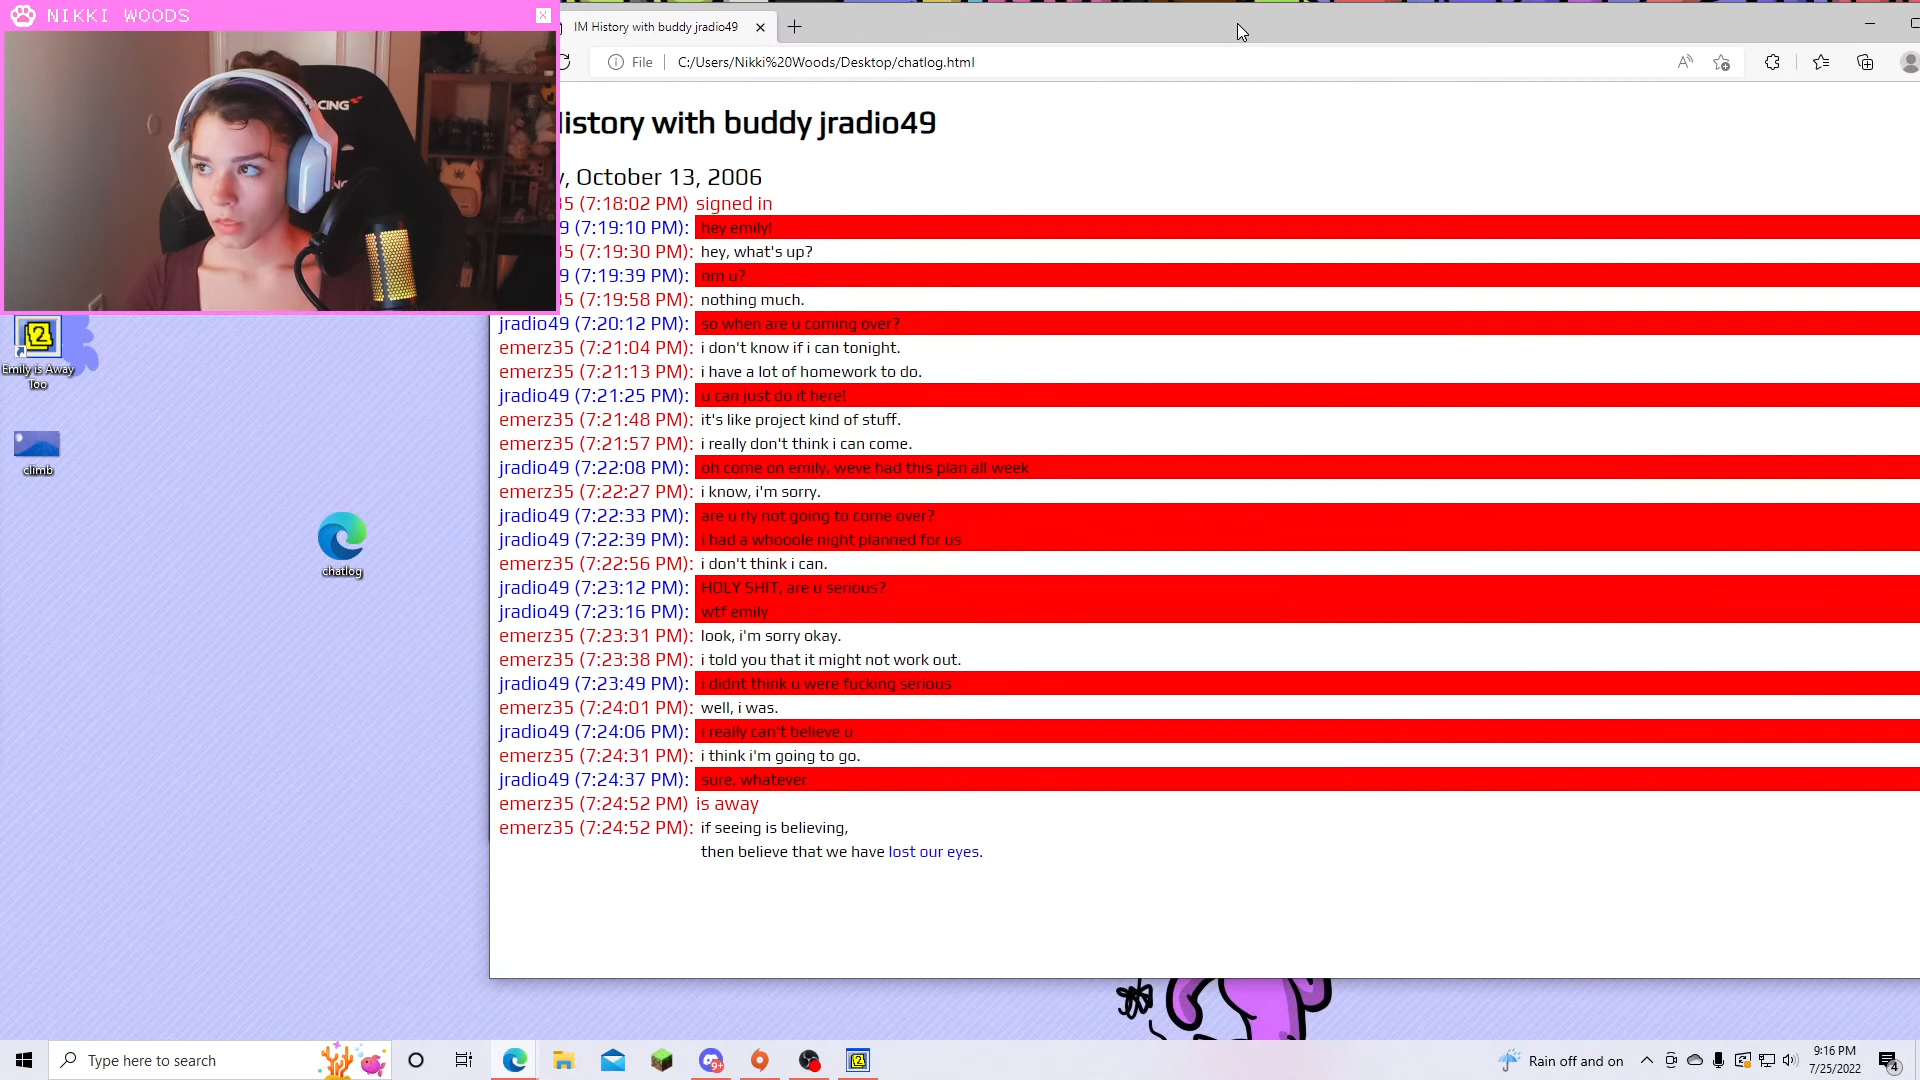 NIKKI WOODS
IM History with buddy jradio49
File
C:/Users/Nikki%20Woods/Desktop/chatlog.html
History with buddy jradio49
, October 13, 2006
35 (7:18:02 PM) signed in
9 (7:19:10 PM): hey emily!
35 (7:19:30 PM): hey, what's up?
9 (7:19:39 PM): nm u?
35 (7:19:58 PM): nothing much.
jradio49 (7:20:12 PM): so when are u coming over?
emerz35 (7:21:04 PM): i don't know if i can tonight.
emerz35 (7:21:13 PM): i have a lot of homework to do.
jradio49 (7:21:25 PM): u can just do it here!
emerz35 (7:21:48 PM): it's like project kind of stuff.
emerz35 (7:21:57 PM): i really don't think i can come.
jradio49 (7:22:08 PM): oh come on emily, weve had this plan all week
emerz35 (7:22:27 PM): i know, i'm sorry.
jradio49 (7:22:33 PM): are u rly not going to come over?
jradio49 (7:22:39 PM): i had a whooole night planned for us
emerz35 (7:22:56 PM): i don't think i can.
jradio49 (7:23:12 PM): HOLY SHIT, are u serious?
jradio49 (7:23:16 PM): wtf emily
emerz35 (7:23:31 PM): look, i'm sorry okay.
emerz35 (7:23:38 PM): i told you that it might not work out.
jradio49 (7:23:49 PM): i didnt think u were fucking serious
emerz35 (7:24:01 PM): well, i was.
jradio49 (7:24:06 PM): i really can't believe u
emerz35 (7:24:31 PM): i think i'm going to go.
jradio49 (7:24:37 PM): sure, whatever
emerz35 (7:24:52 PM) is away
emerz35 (7:24:52 PM): if seeing is believing,
then believe that we have lost our eyes.
Emily is Away
Too
climb
chatlog
Type here to search
9+
Rain off and on
9:16 PM
7/25/2022
4